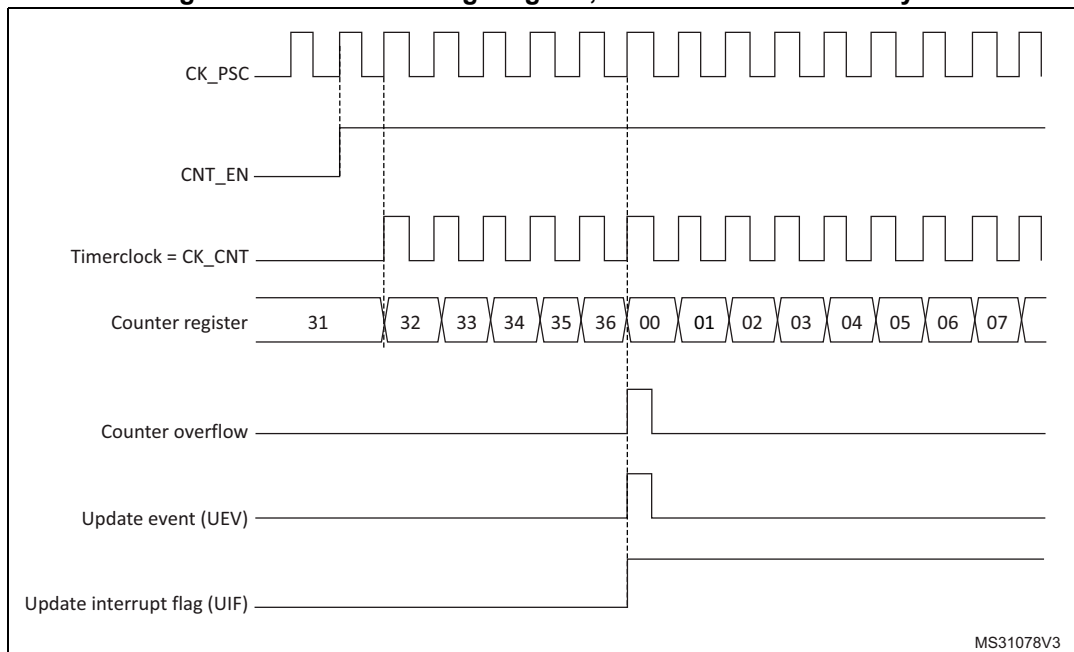 CK_PSC
CNT_EN
Timerclock = CK_CNT
Counter register 31 32 33 34 35 36 00 01 02 03 04 05 06 07
Counter overflow
Update event (UEV)
Update interrupt flag (UIF)
MS31078V3